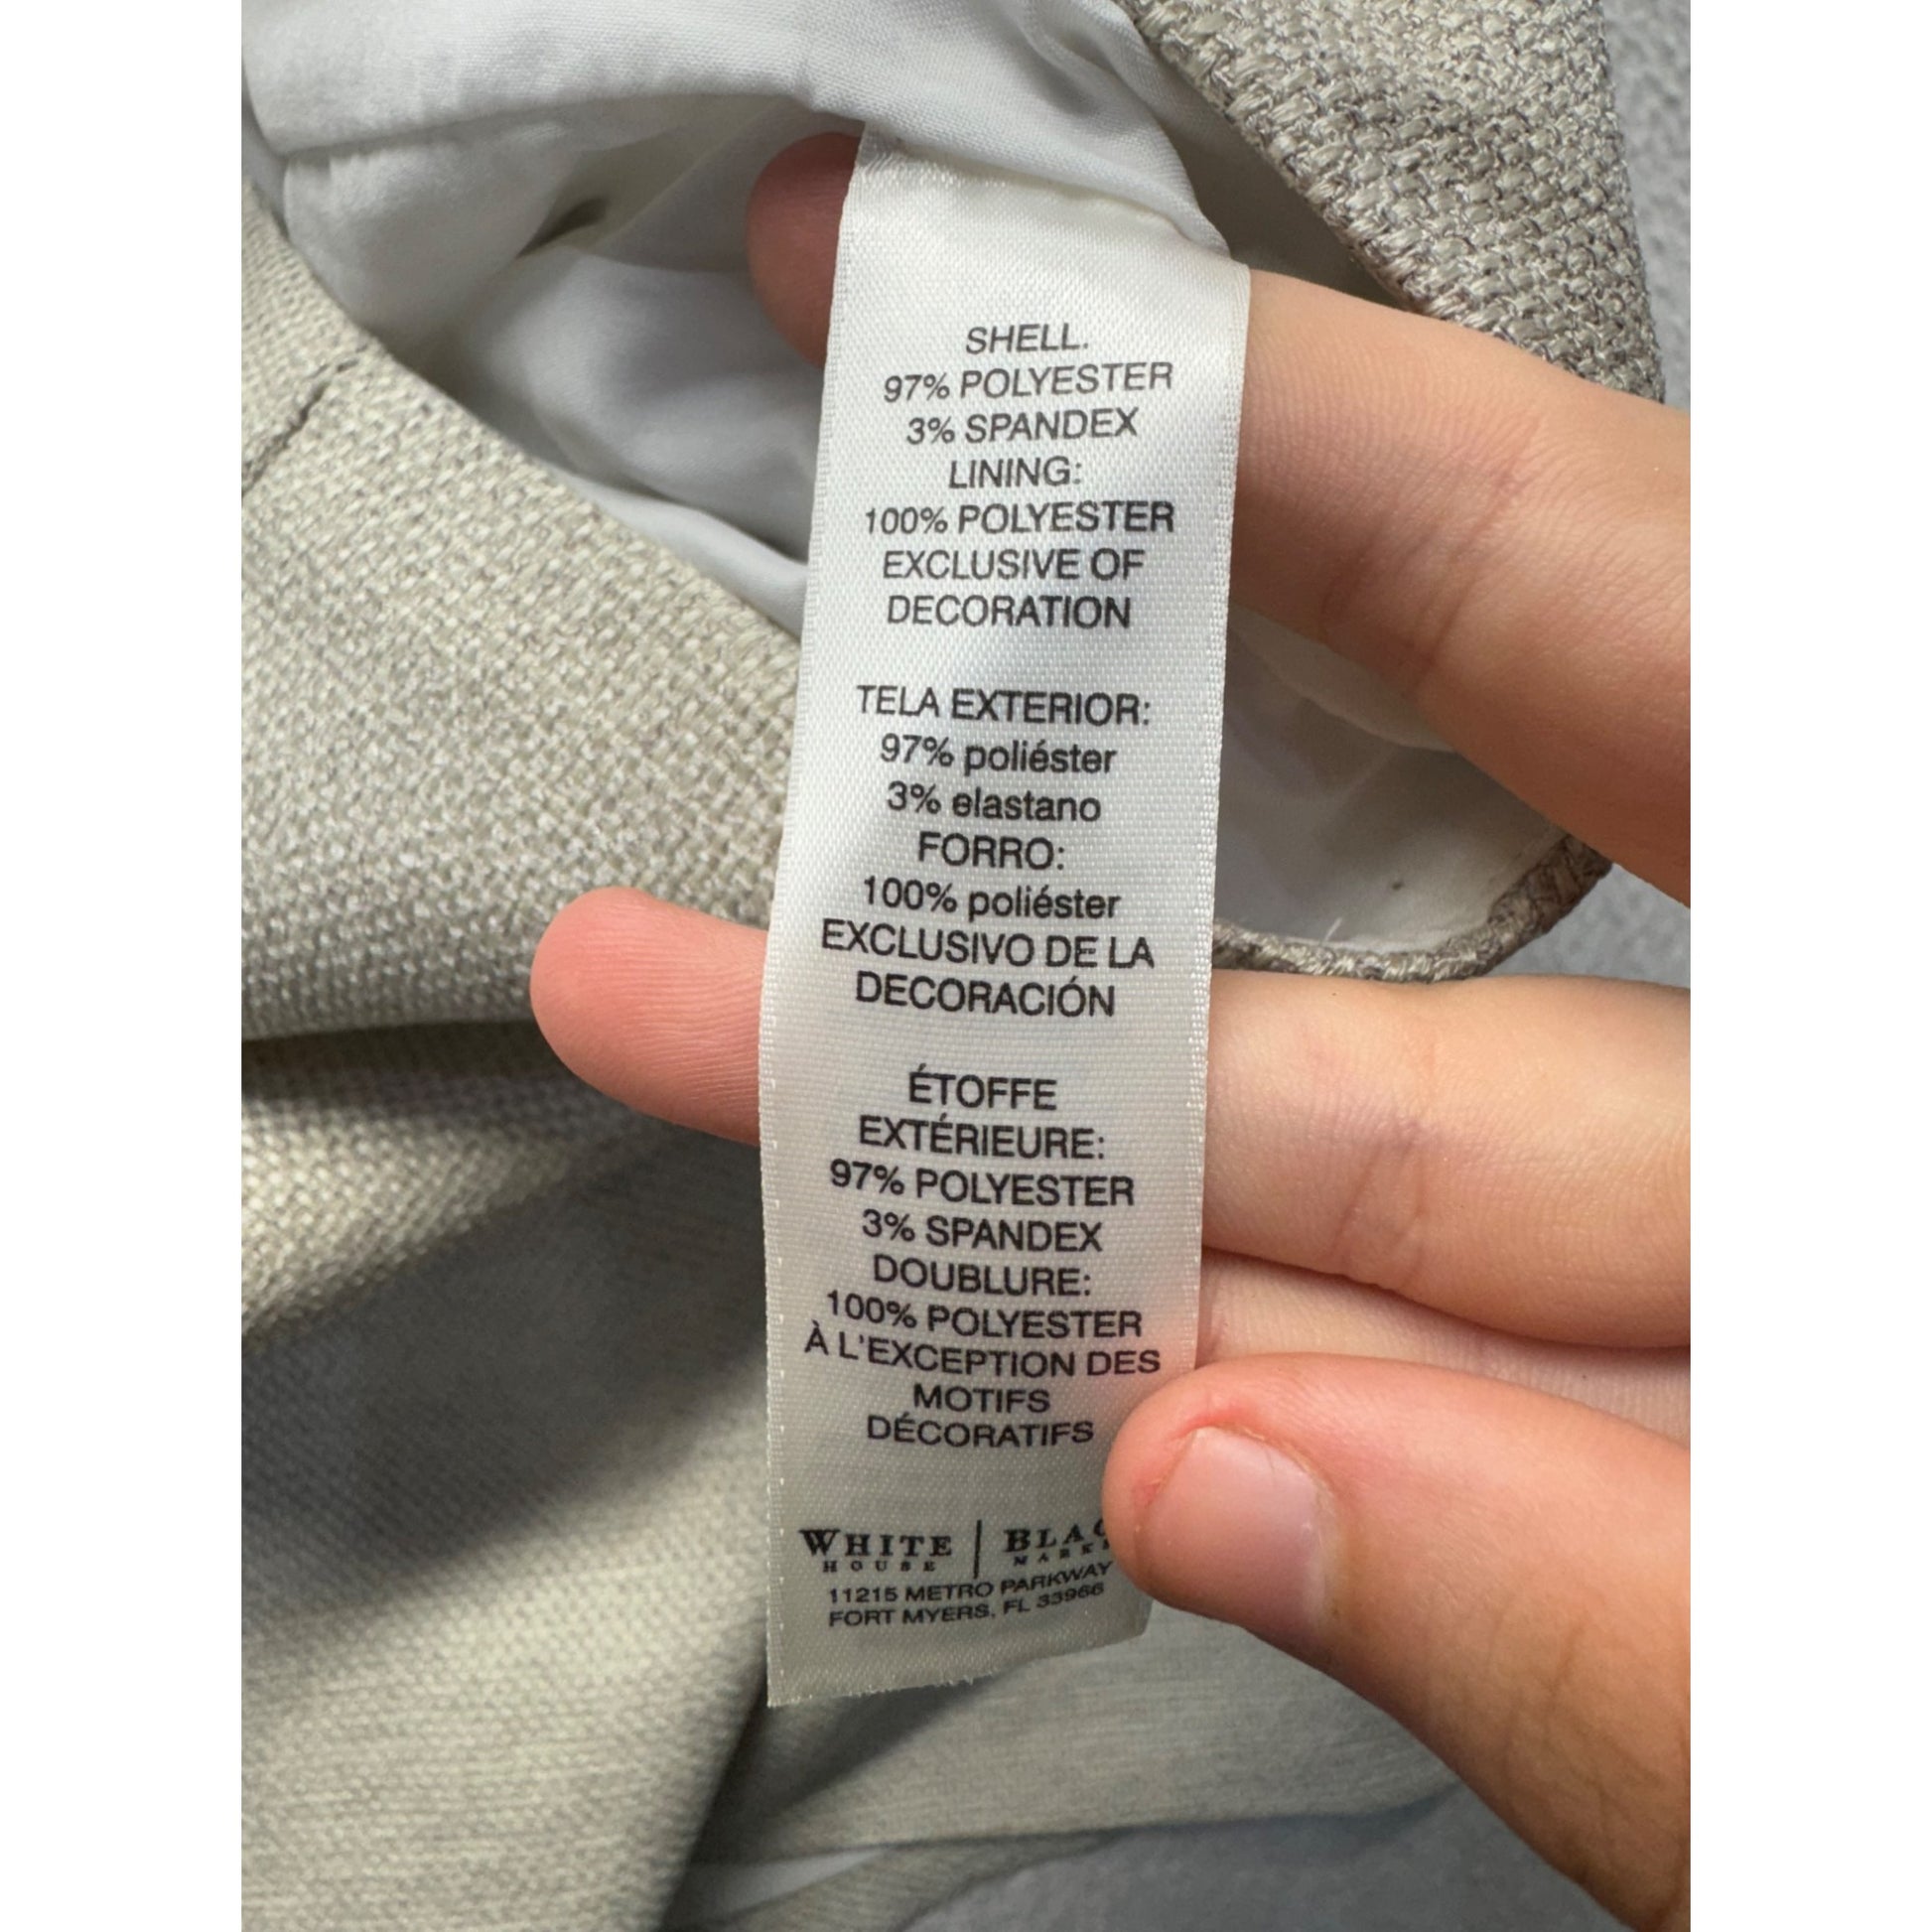 SHELL.
97% POLYESTER
3% SPANDEX
LINING:
100% POLYESTER
EXCLUSIVE OF
DECORATION
TELA EXTERIOR:
97% poliéster
3% elastano
FORRO:
100% poliéster
EXCLUSIVO DE LA
DECORACIÓN
ÉTOFFE
EXTÉRIEURE:
97% POLYESTER
3% SPANDEX
DOUBLURE:
100% POLYESTER
À L'EXCEPTION DES
MOTIFS
DÉCORATIFS
WHITE
HOUSE
11215 METRO PARKWAY
FORT MYERS, FL 33966